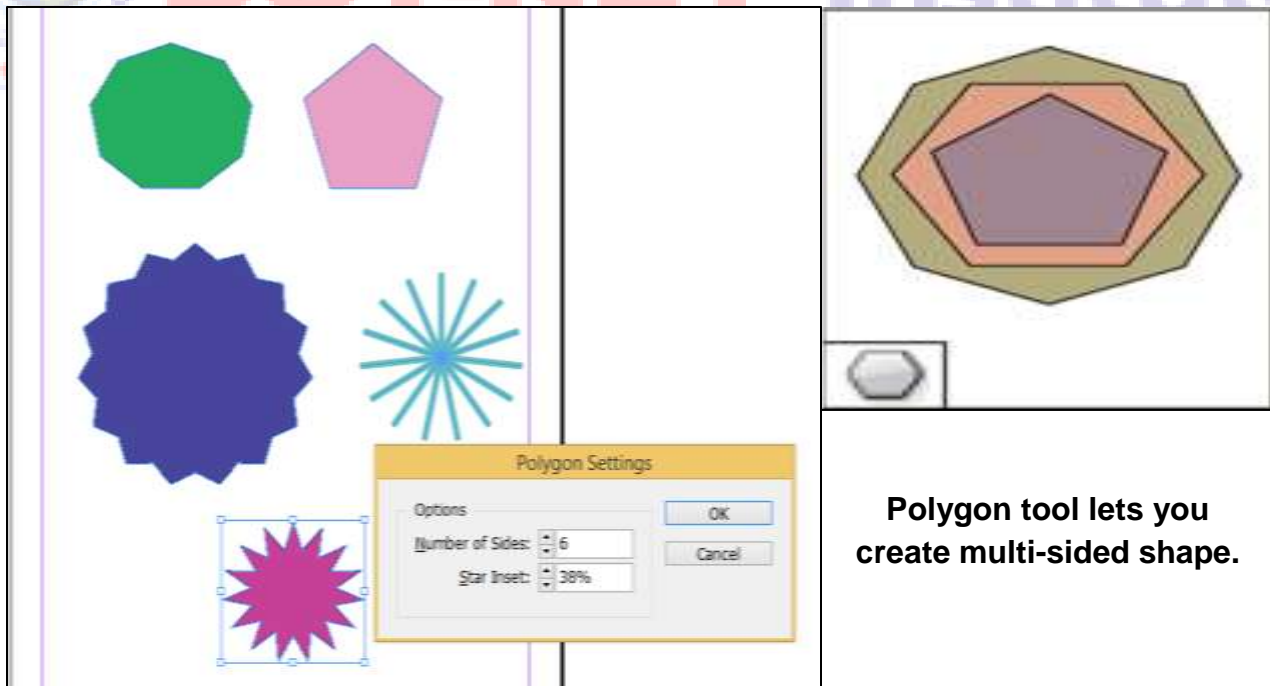 Polygon Settings
Options
Number of Sides: 6
Star Inset: 38%
OK
Cancel
Polygon tool lets you
create multi-sided shape.